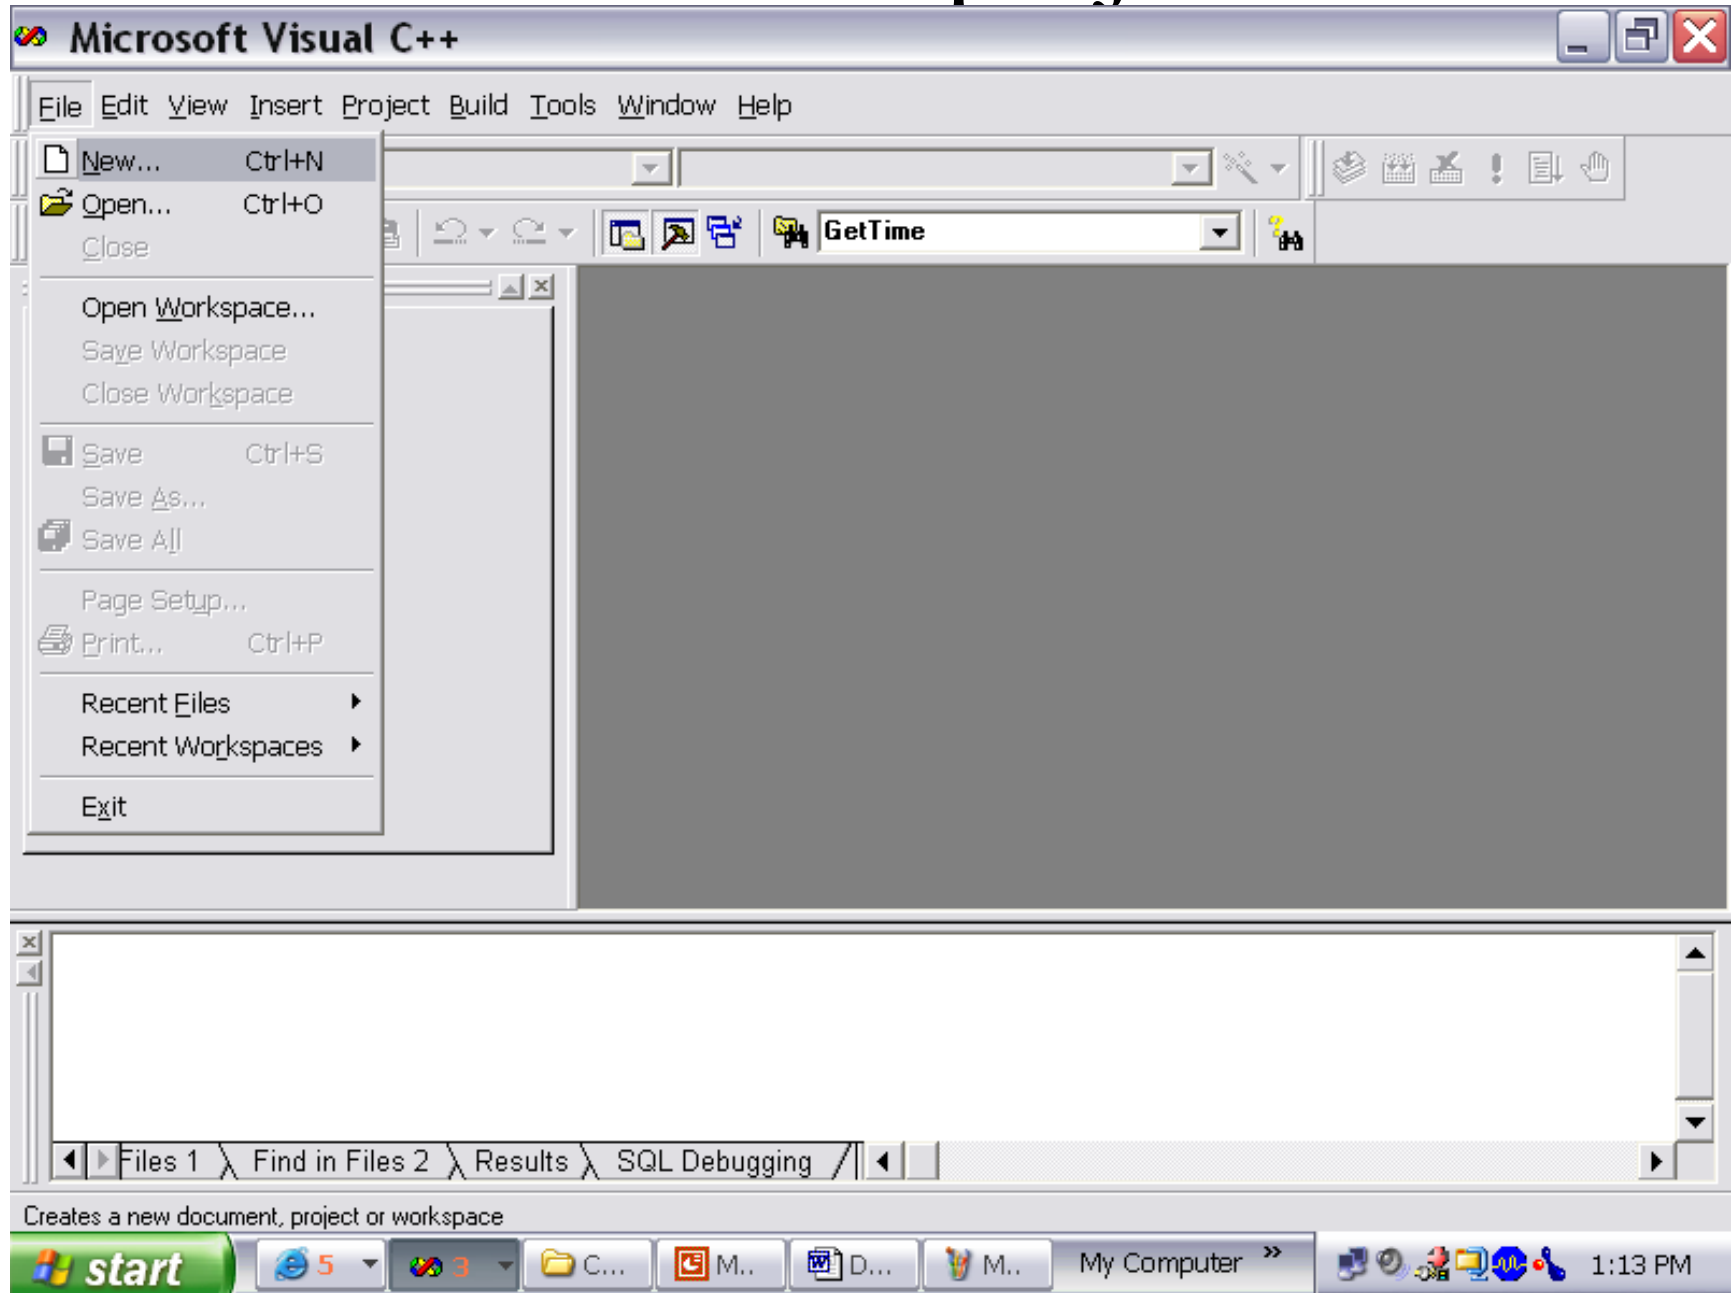 Microsoft Visual C++
File Edit View Insert Project Build Tools Window Help
New... Ctrl+N
Open... Ctrl+O
GetTime
Close
Open Workspace...
Save Workspace
Close Workspace
Save Ctrl+S
Save As...
Save All
Page Setup...
Print... Ctrl+P
Recent Files
Recent Workspaces
Exit
Files 1 Find in Files 2 Results SQL Debugging
Creates a new document, project or workspace
start 5 3 C... M.. D... M.. My Computer » 1:13 PM